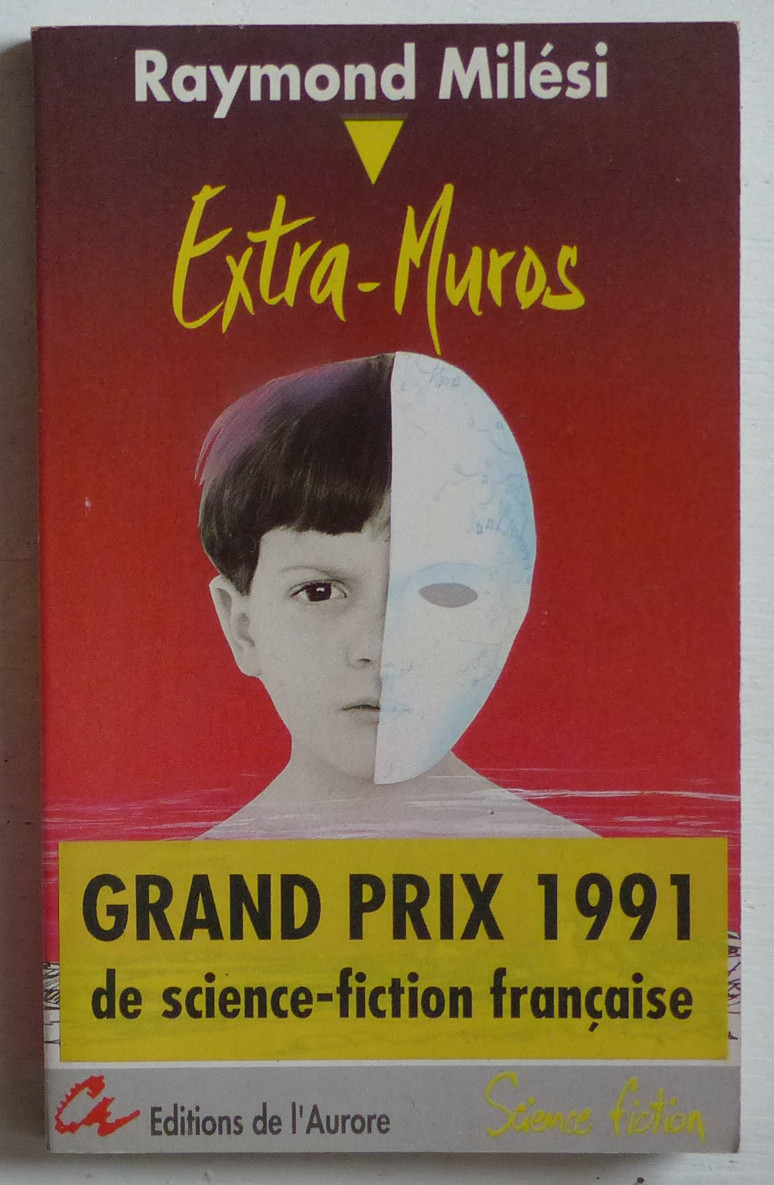 Raymond Milési
Extra-Muros
GRAND PRIX 1991
de science-fiction française
Editions de l'Aurore
Science fiction